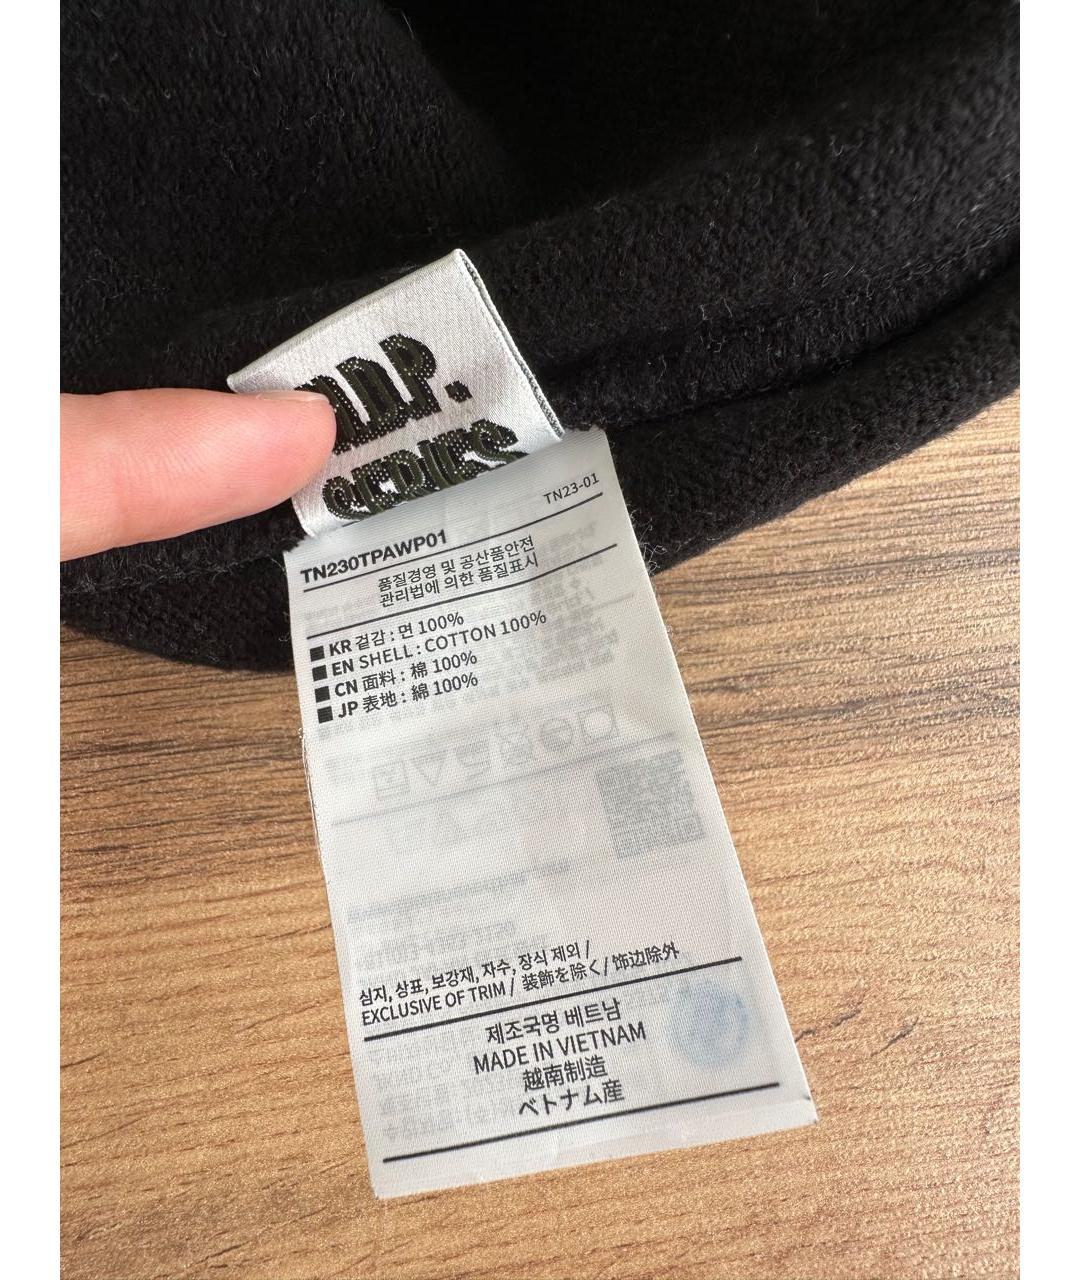 ADP.
SERIES
TN23-01
TN230TPAWP01
품질경영 및 공산품안전
관리법에 의한 품질표시
KR 겉감 : 면 100%
EN SHELL : COTTON 100%
CN 面料 : 棉 100%
JP 表地 : 綿 100%
심지, 상표, 보강재, 자수, 장식 제외 /
EXCLUSIVE OF TRIM / 装飾を除く/ 饰边除外
제조국명 베트남
MADE IN VIETNAM
越南制造
ベトナム産